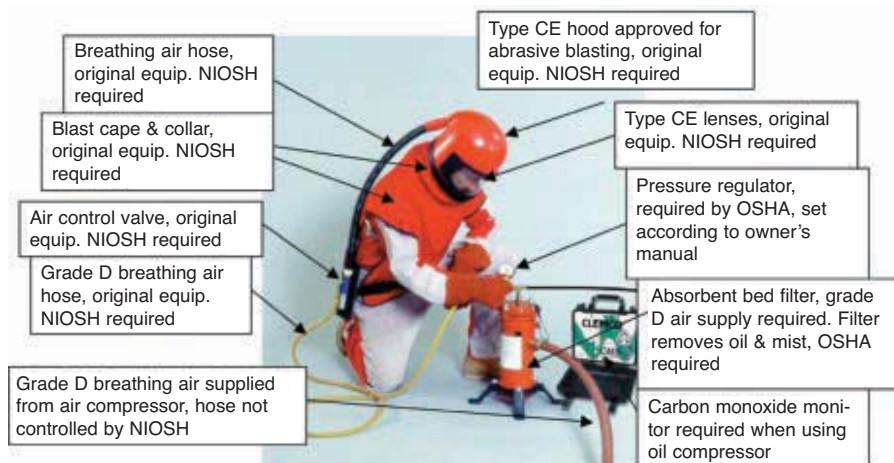 Breathing air hose,
original equip. NIOSH
required
Blast cape & collar,
original equip. NIOSH
required
Air control valve, original
equip. NIOSH required
Grade D breathing air
hose, original equip.
NIOSH required
Grade D breathing air supplied
from air compressor, hose not
controlled by NIOSH
Type CE hood approved for
abrasive blasting, original
equip. NIOSH required
Type CE lenses, original
equip. NIOSH required
Pressure regulator,
required by OSHA, set
according to owner’s
manual
Absorbent bed filter, grade
D air supply required. Filter
removes oil & mist, OSHA
required
Carbon monoxide moni-
tor required when using
oil compressor
CLEMCO